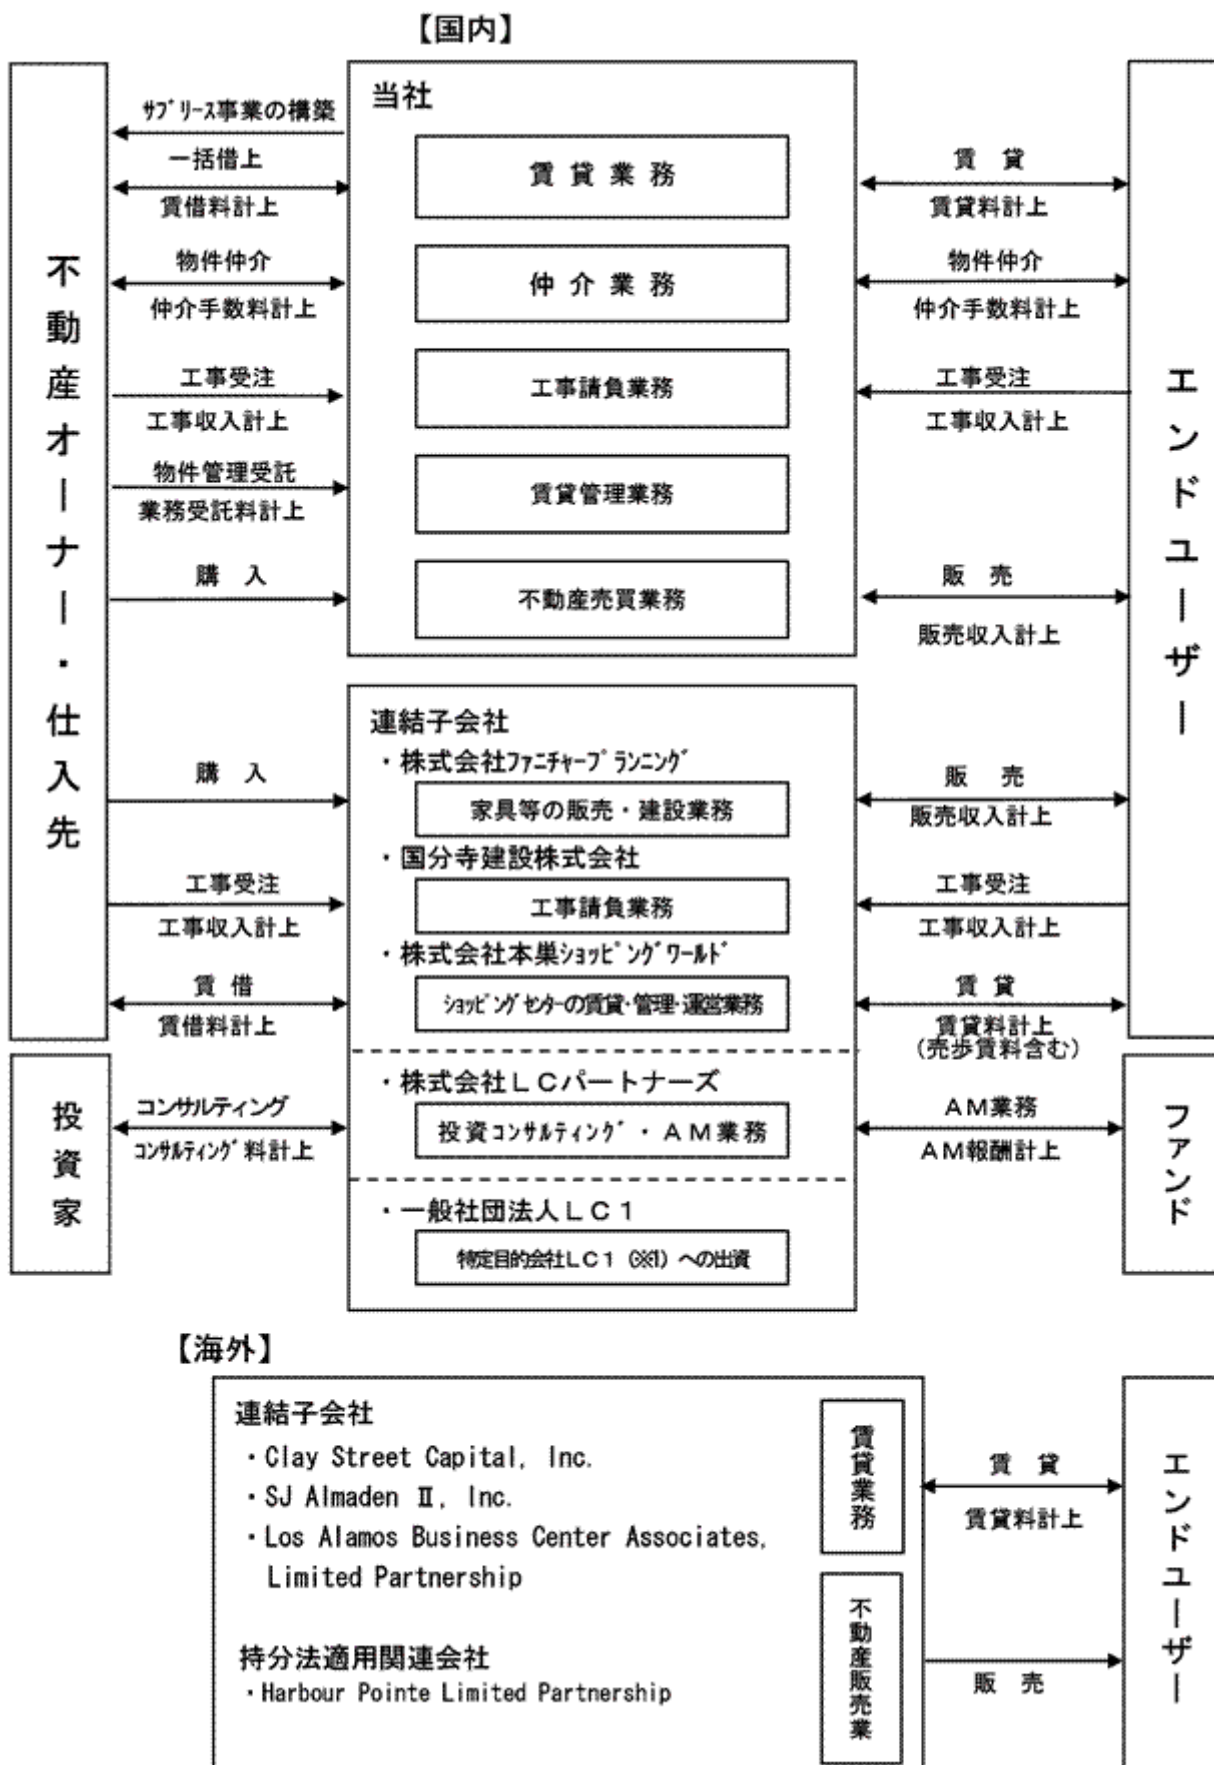 【国内】
不動産オーナー・仕入先
サブリース事業の構築
一括借上
賃借料計上
物件仲介
仲介手数料計上
工事受注
工事収入計上
物件管理受託
業務受託料計上
購 入
当社
賃貸業務
仲介業務
工事請負業務
賃貸管理業務
不動産売買業務
賃 貸
賃貸料計上
物件仲介
仲介手数料計上
工事受注
工事収入計上
販 売
販売収入計上
エンドユーザー
購 入
工事受注
工事収入計上
賃 借
賃借料計上
連結子会社
・株式会社ファニチャープランニング
家具等の販売・建設業務
・国分寺建設株式会社
工事請負業務
・株式会社本巣ショッピングワールド
ショッピングセンターの賃貸・管理・運営業務
販 売
販売収入計上
工事受注
工事収入計上
賃 貸
賃貸料計上
(売歩賃料含む)
投資家
コンサルティング
コンサルティング料計上
・株式会社LCパートナーズ
投資コンサルティング・AM業務
AM業務
AM報酬計上
ファンド
・一般社団法人LC1
特定目的会社LC1(※1)への出資
【海外】
連結子会社
・Clay Street Capital, Inc.
・SJ Almaden Ⅱ, Inc.
・Los Alamos Business Center Associates,
Limited Partnership
持分法適用関連会社
・Harbour Pointe Limited Partnership
賃貸業務
不動産販売業
賃 貸
賃貸料計上
販 売
エンドユーザー